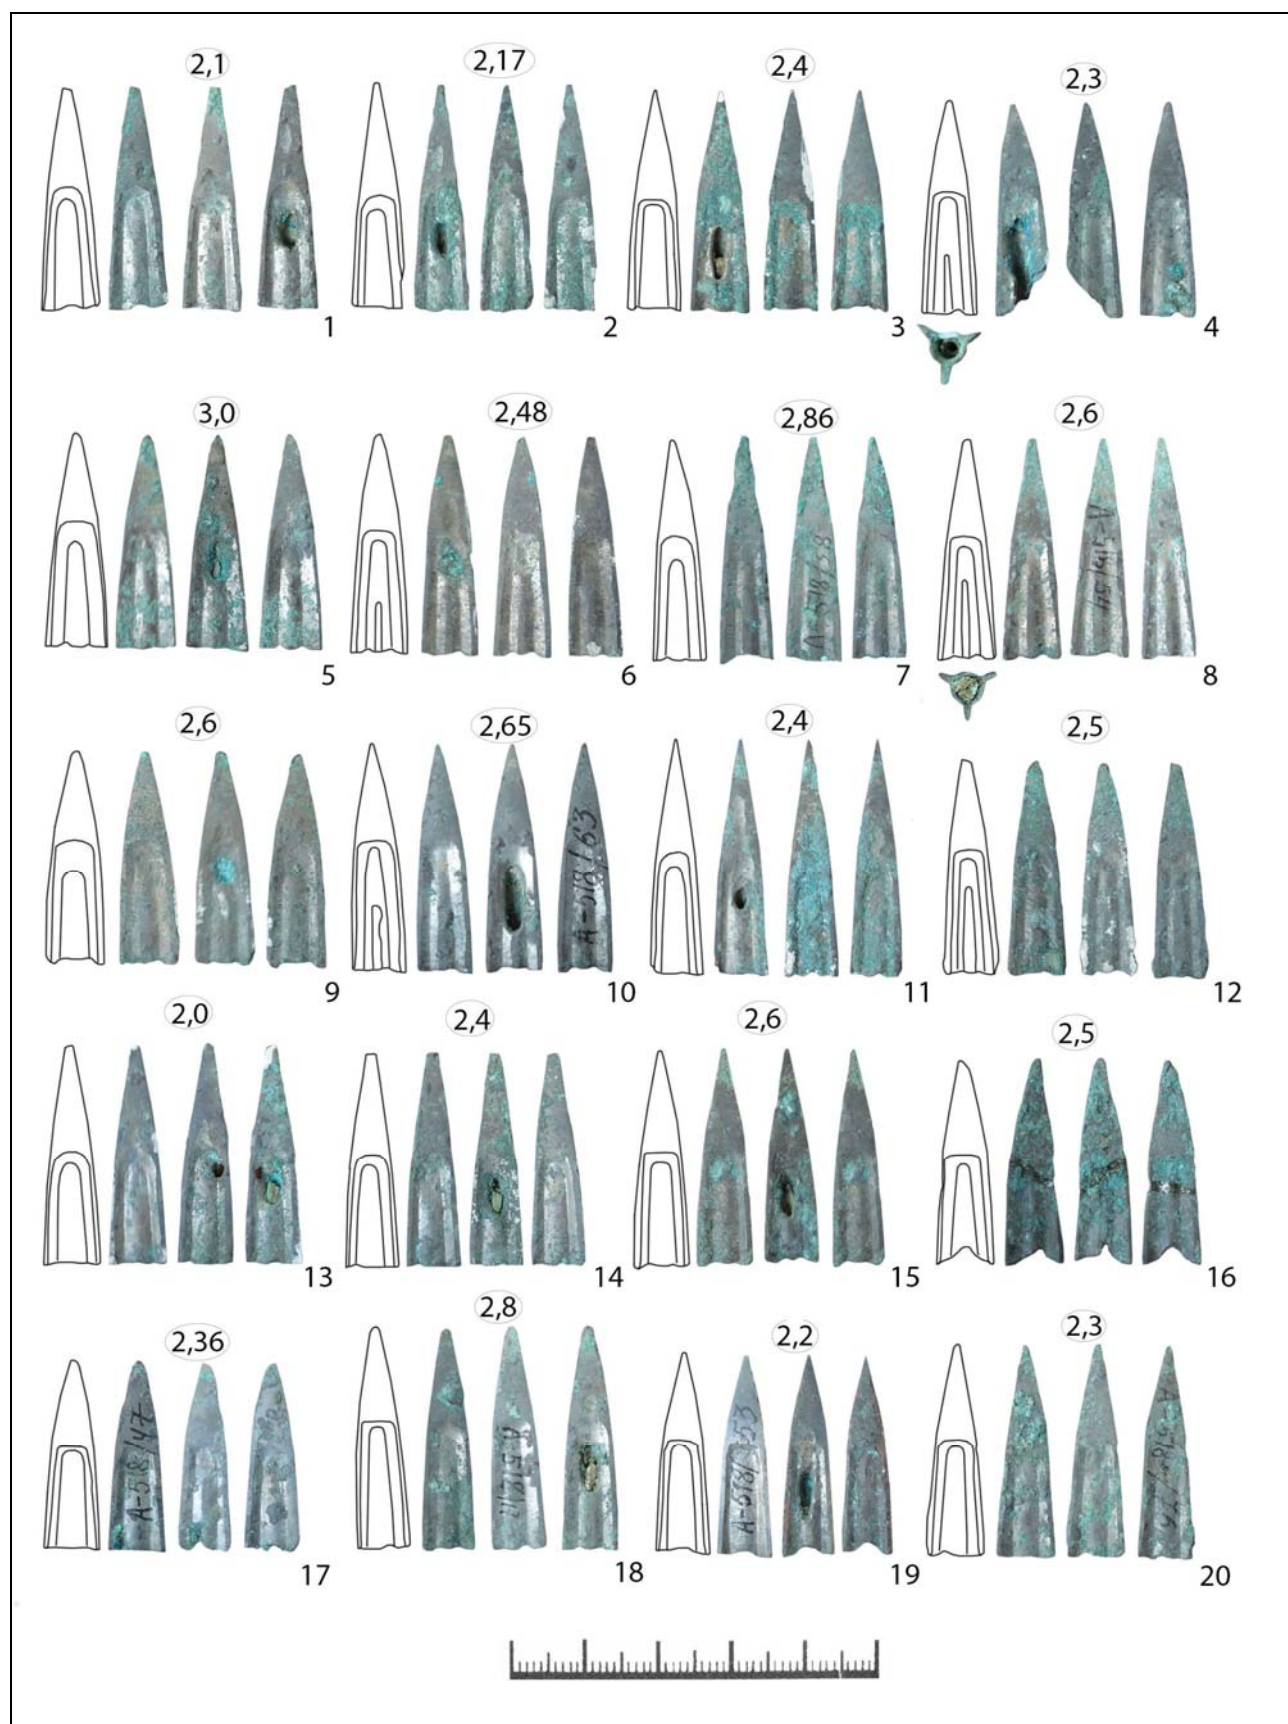 2,1 2,17 2,4 2,3
1 2 3 4
3,0 2,48 2,86 2,6
A-518/58
5 6 7 8
2,6 2,65 2,4 2,5
A-518/63
9 10 11 12
2,0 2,4 2,6 2,5
13 14 15 16
2,36 2,8 2,2 2,3
A-518/47
17 18 19 20